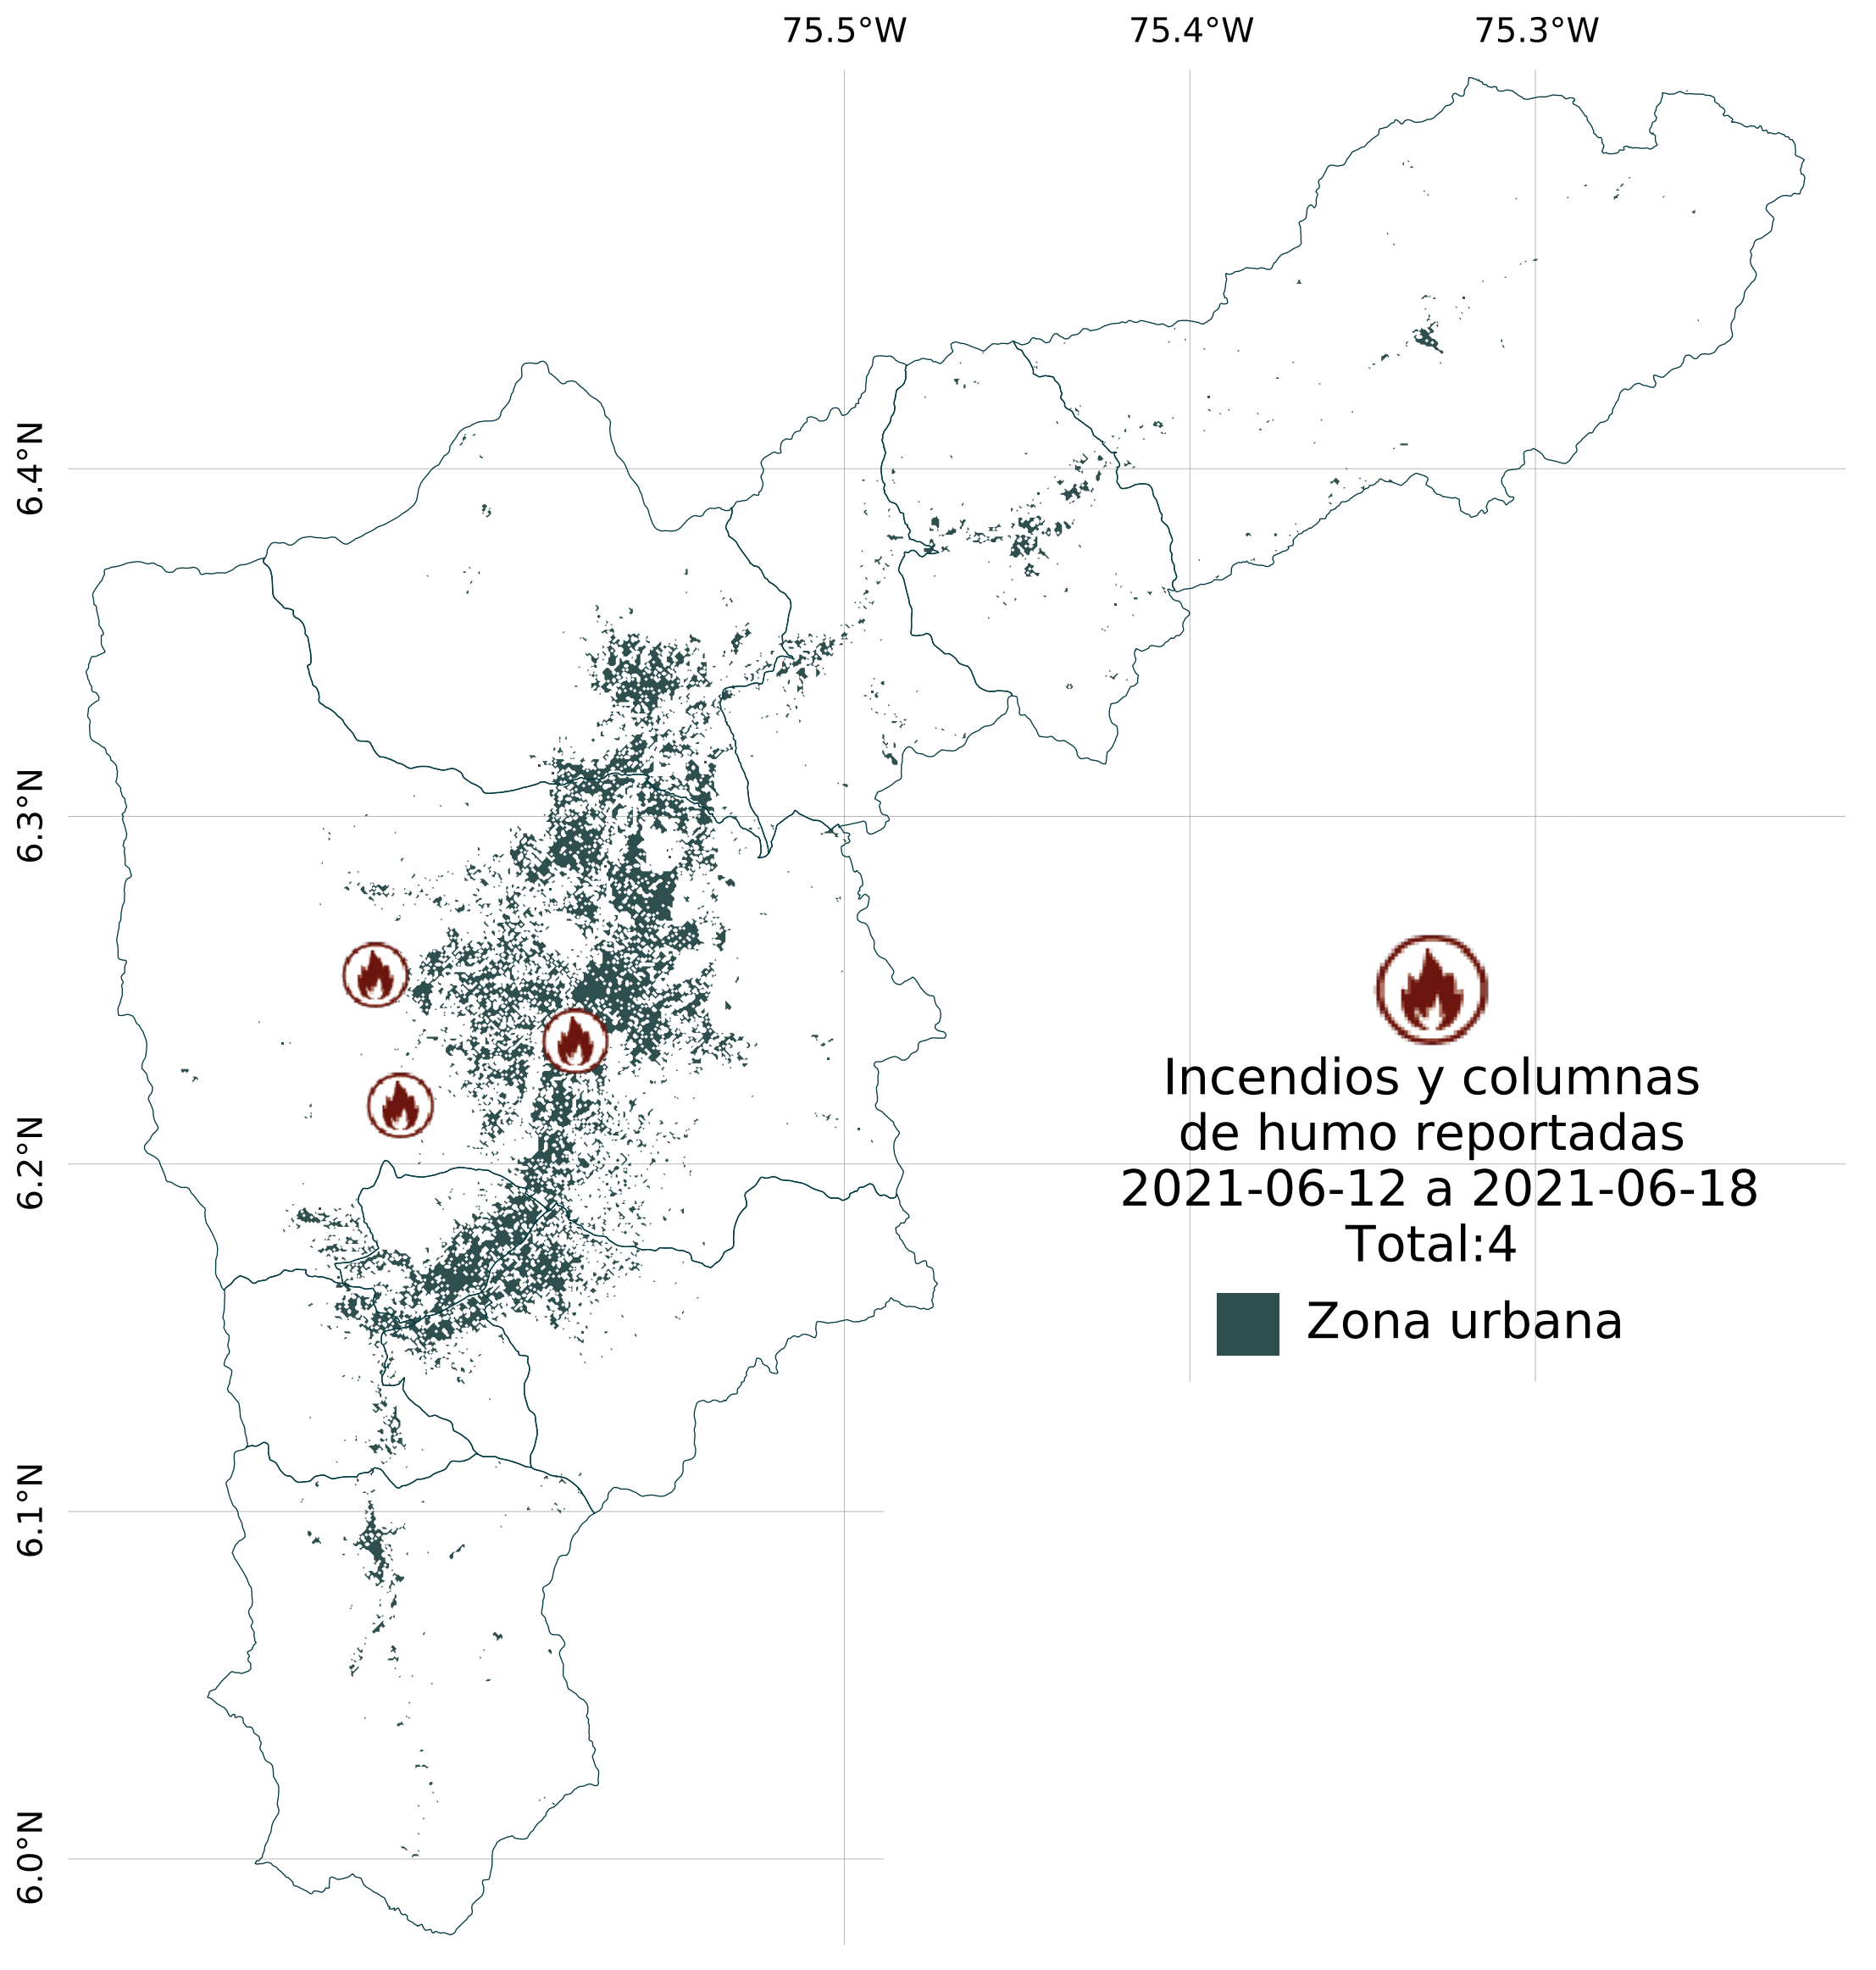 75.5°W 75.4°W 75.3°W
6.4°N
6.3°N
6.2°N
6.1°N
6.0°N
Incendios y columnas
de humo reportadas
2021-06-12 a 2021-06-18
Total:4
Zona urbana